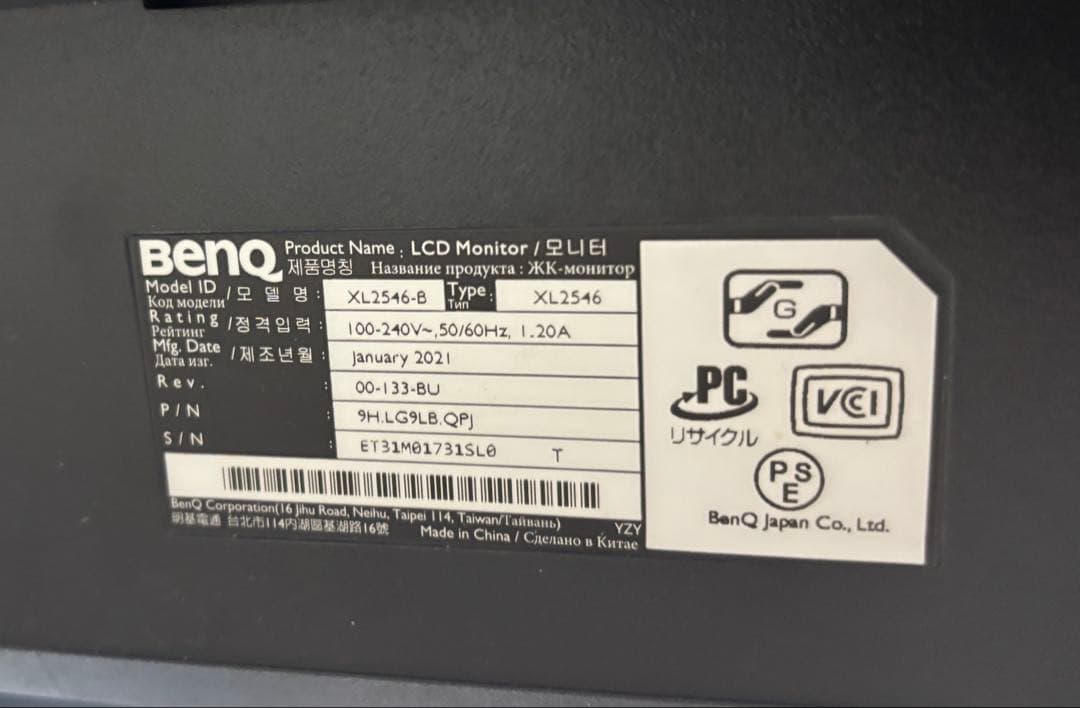 BenQ Product Name : LCD Monitor / 모니터
제품명칭 Название продукта : ЖК-монитор
Model ID / 모 델 명 : XL2546-B Type : XL2546
Код модели Тип
Rating / 정격입력 : 100-240V~,50/60Hz, 1.20A
Рейтинг
Mfg. Date / 제조년월 : January 2021
Дата изг.
Rev. : 00-133-BU
P/N : 9H.LG9LB.QPJ
S/N : ET31M01731SL0 T
BenQ Corporation(16 Jihu Road, Neihu, Taipei 114, Taiwan/Тайвань)
明基電通 台北市114內湖區基湖路16號 YZY
Made in China / Сделано в Китае
G
PC
リサイクル
VCCI
PSE
BenQ Japan Co., Ltd.